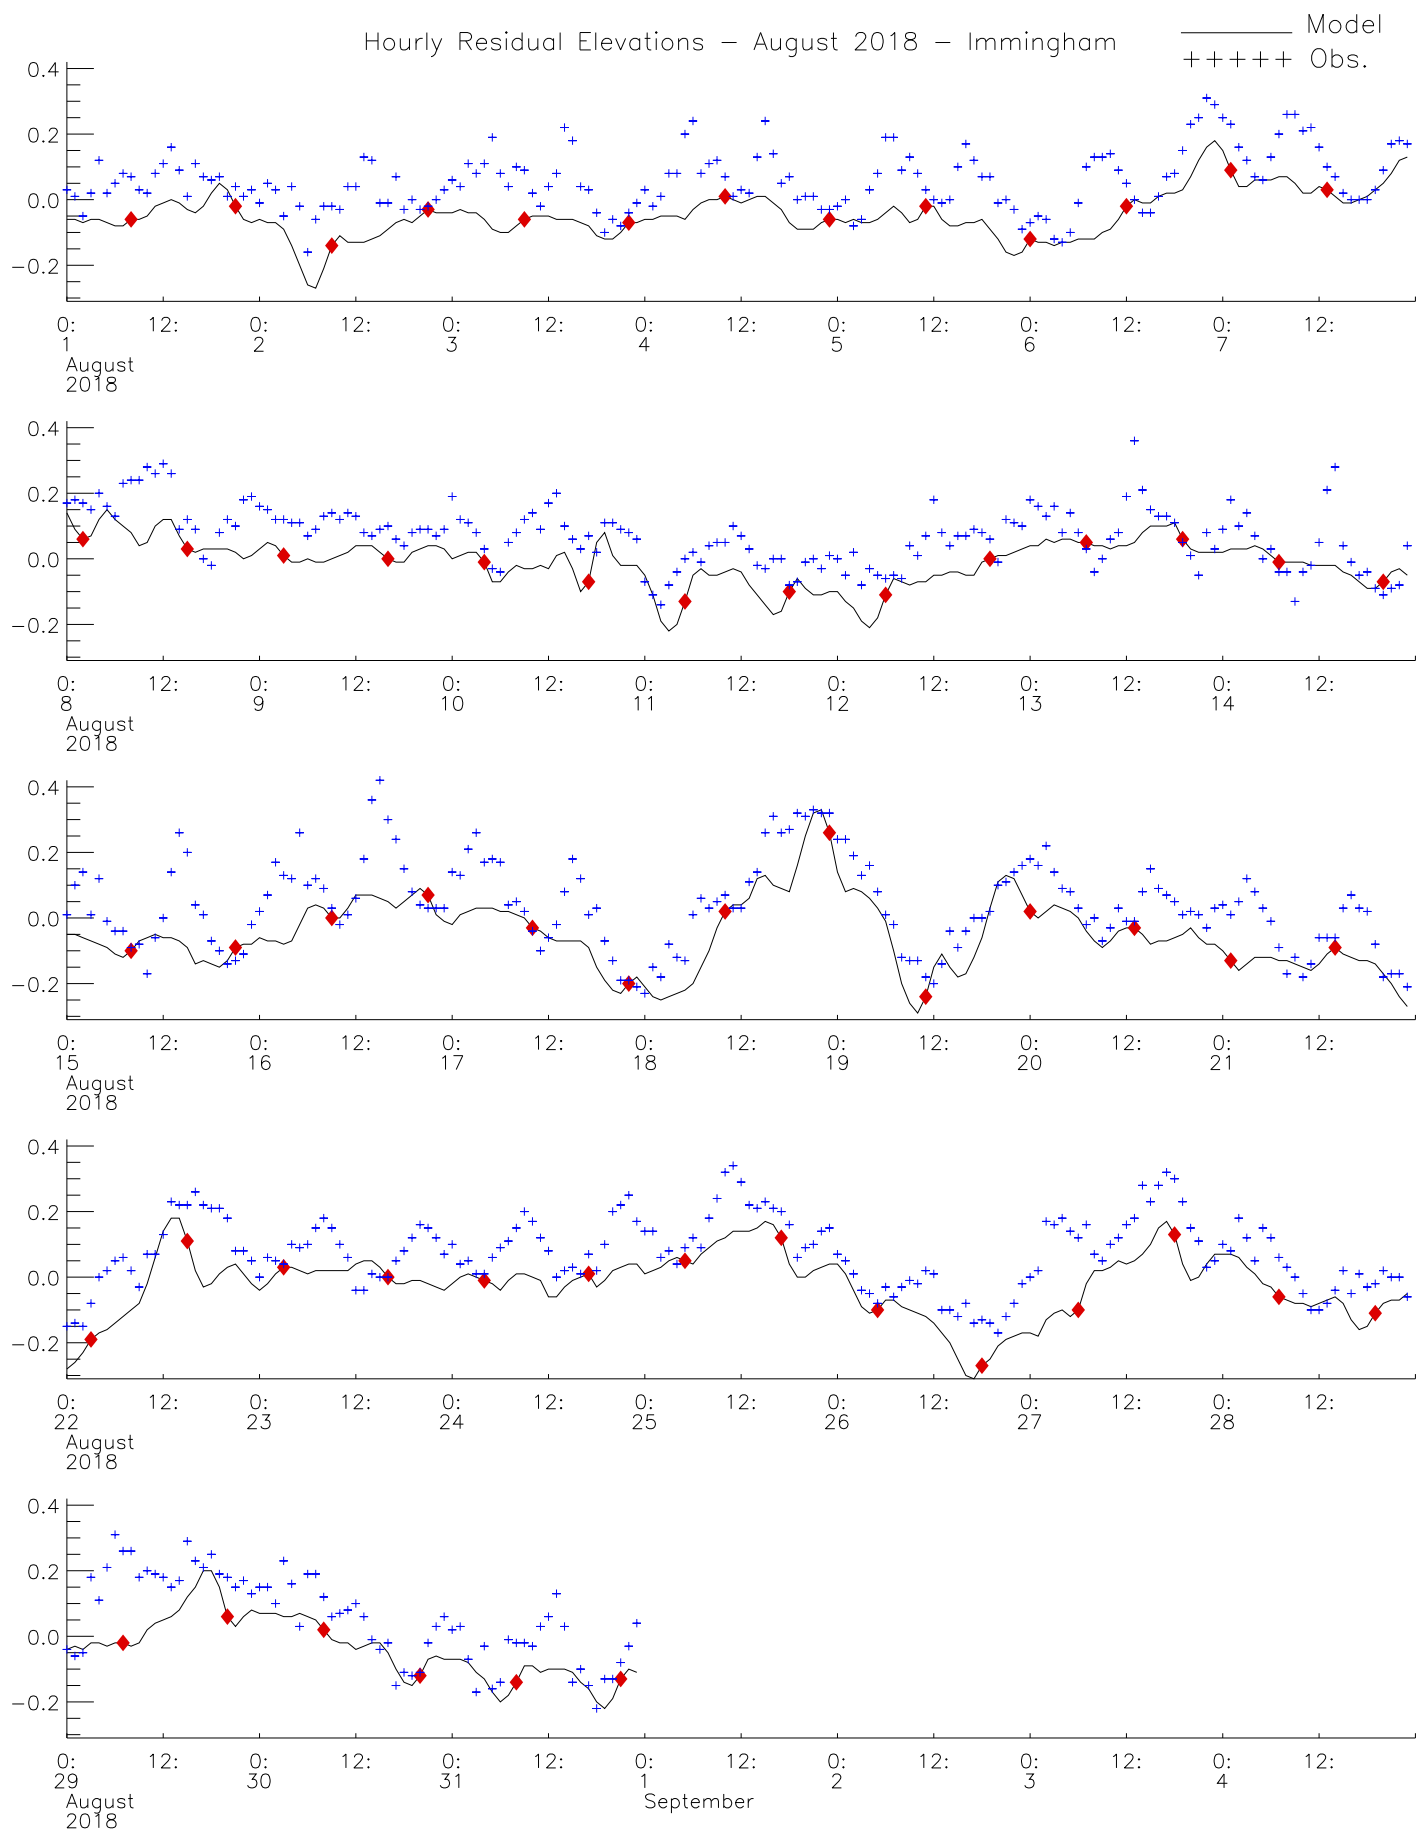 Hourly Residual Elevations – August 2018 – Immingham
Model
+++++ Obs.
0.4
0.2
0.0
−0.2
0: 12: 0: 12: 0: 12: 0: 12: 0: 12: 0: 12: 0: 12:
1 2 3 4 5 6 7
August
2018
0.4
0.2
0.0
−0.2
0: 12: 0: 12: 0: 12: 0: 12: 0: 12: 0: 12: 0: 12:
8 9 10 11 12 13 14
August
2018
0.4
0.2
0.0
−0.2
0: 12: 0: 12: 0: 12: 0: 12: 0: 12: 0: 12: 0: 12:
15 16 17 18 19 20 21
August
2018
0.4
0.2
0.0
−0.2
0: 12: 0: 12: 0: 12: 0: 12: 0: 12: 0: 12: 0: 12:
22 23 24 25 26 27 28
August
2018
0.4
0.2
0.0
−0.2
0: 12: 0: 12: 0: 12: 0: 12: 0: 12: 0: 12: 0: 12:
29 30 31 1 2 3 4
August September
2018